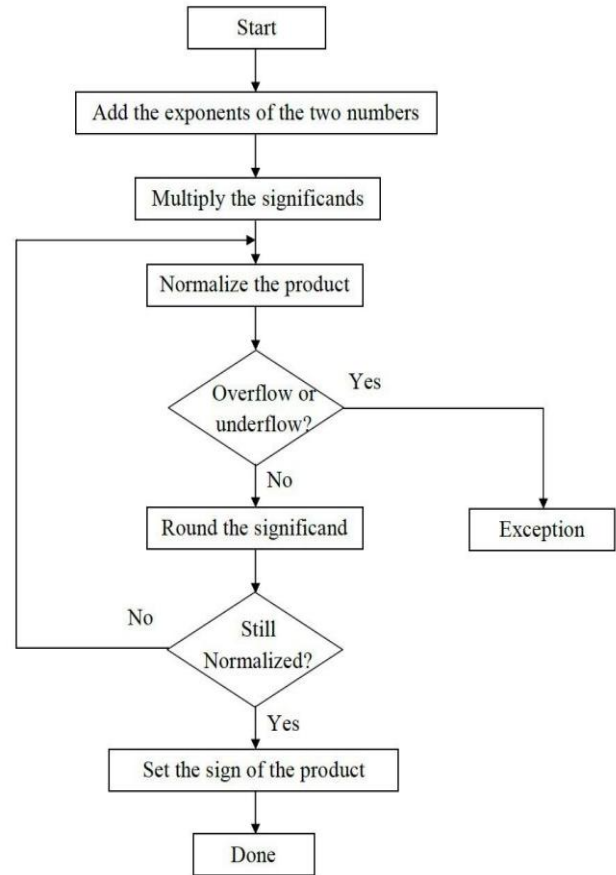 Start
Add the exponents of the two numbers
Multiply the significands
Normalize the product
Overflow or
underflow?
Yes
No
Round the significand
Exception
No
Still
Normalized?
Yes
Set the sign of the product
Done